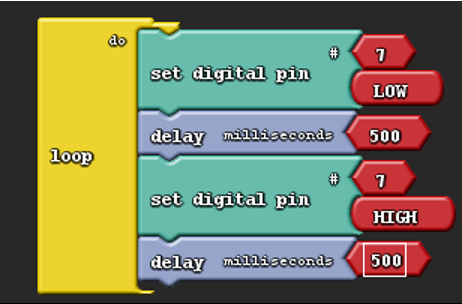 do
# 7
set digital pin
LOW
delay milliseconds 500
loop
# 7
set digital pin
HIGH
delay milliseconds 500